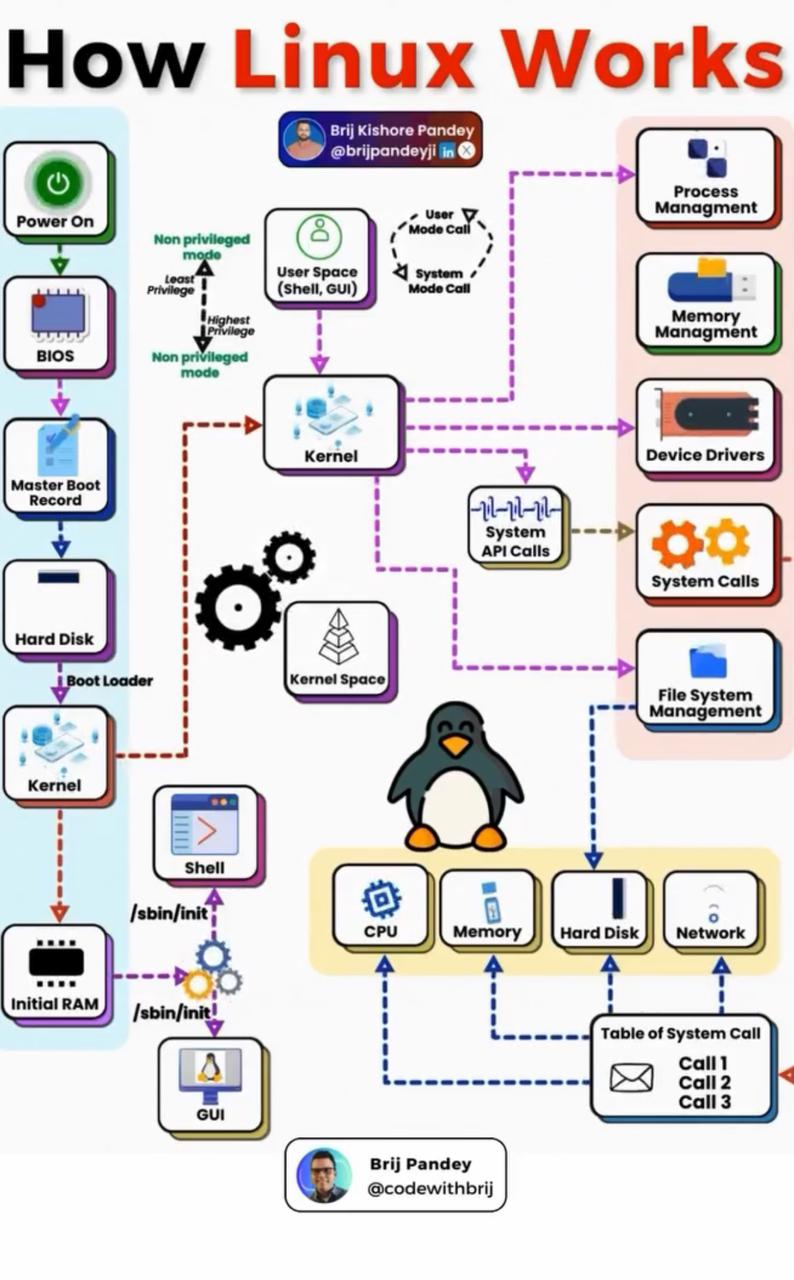 How Linux Works
Brij Kishore Pandey
@brijpandeyji in X
Power On
BIOS
Master Boot
Record
Hard Disk
Boot Loader
Kernel
Initial RAM
Non privileged
mode
Least
Privilege
Highest
Privilege
Non privileged
mode
User Space
(Shell, GUI)
User
Mode Call
System
Mode Call
Kernel
System
API Calls
Kernel Space
Process
Managment
Memory
Managment
Device Drivers
System Calls
File System
Management
Shell
/sbin/init
/sbin/init
GUI
CPU
Memory
Hard Disk
Network
Table of System Call
Call 1
Call 2
Call 3
Brij Pandey
@codewithbrij